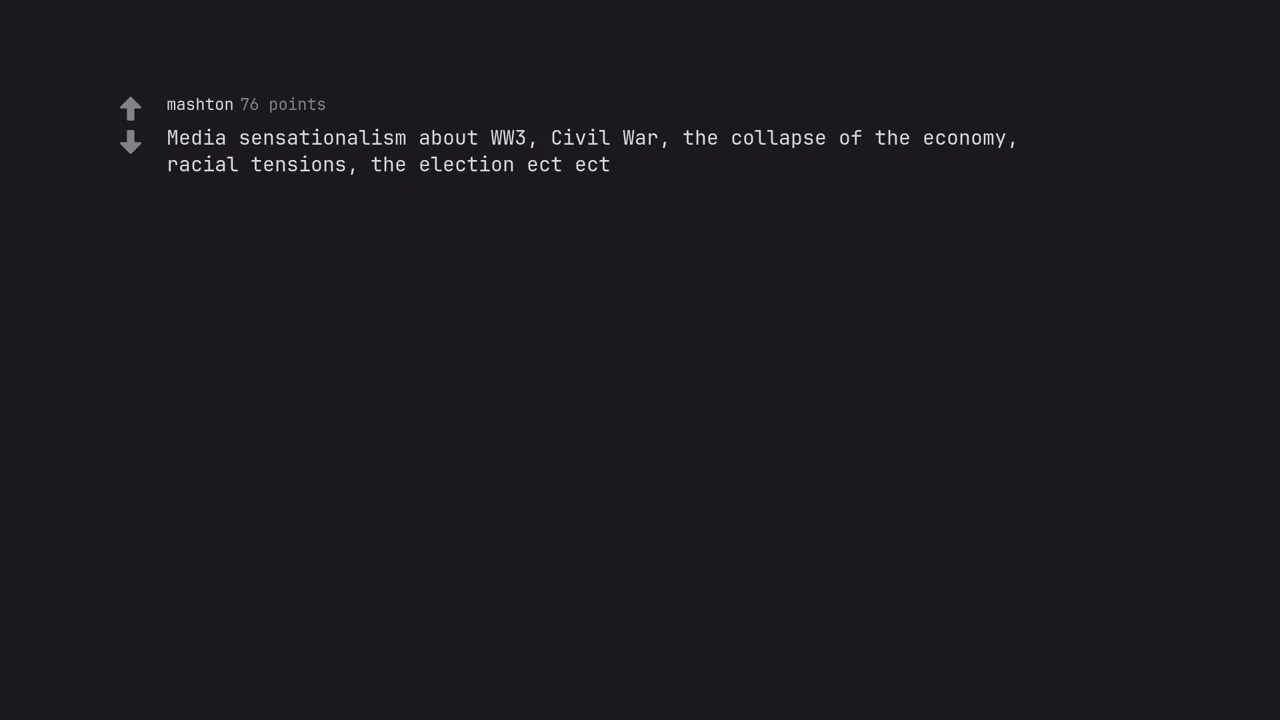 mashton 76 points
Media sensationalism about WW3, Civil War, the collapse of the economy,
racial tensions, the election ect ect